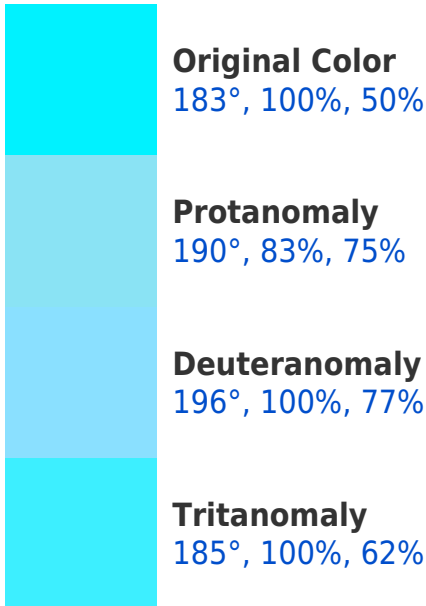 Original Color
183°, 100%, 50%
Protanomaly
190°, 83%, 75%
Deuteranomaly
196°, 100%, 77%
Tritanomaly
185°, 100%, 62%